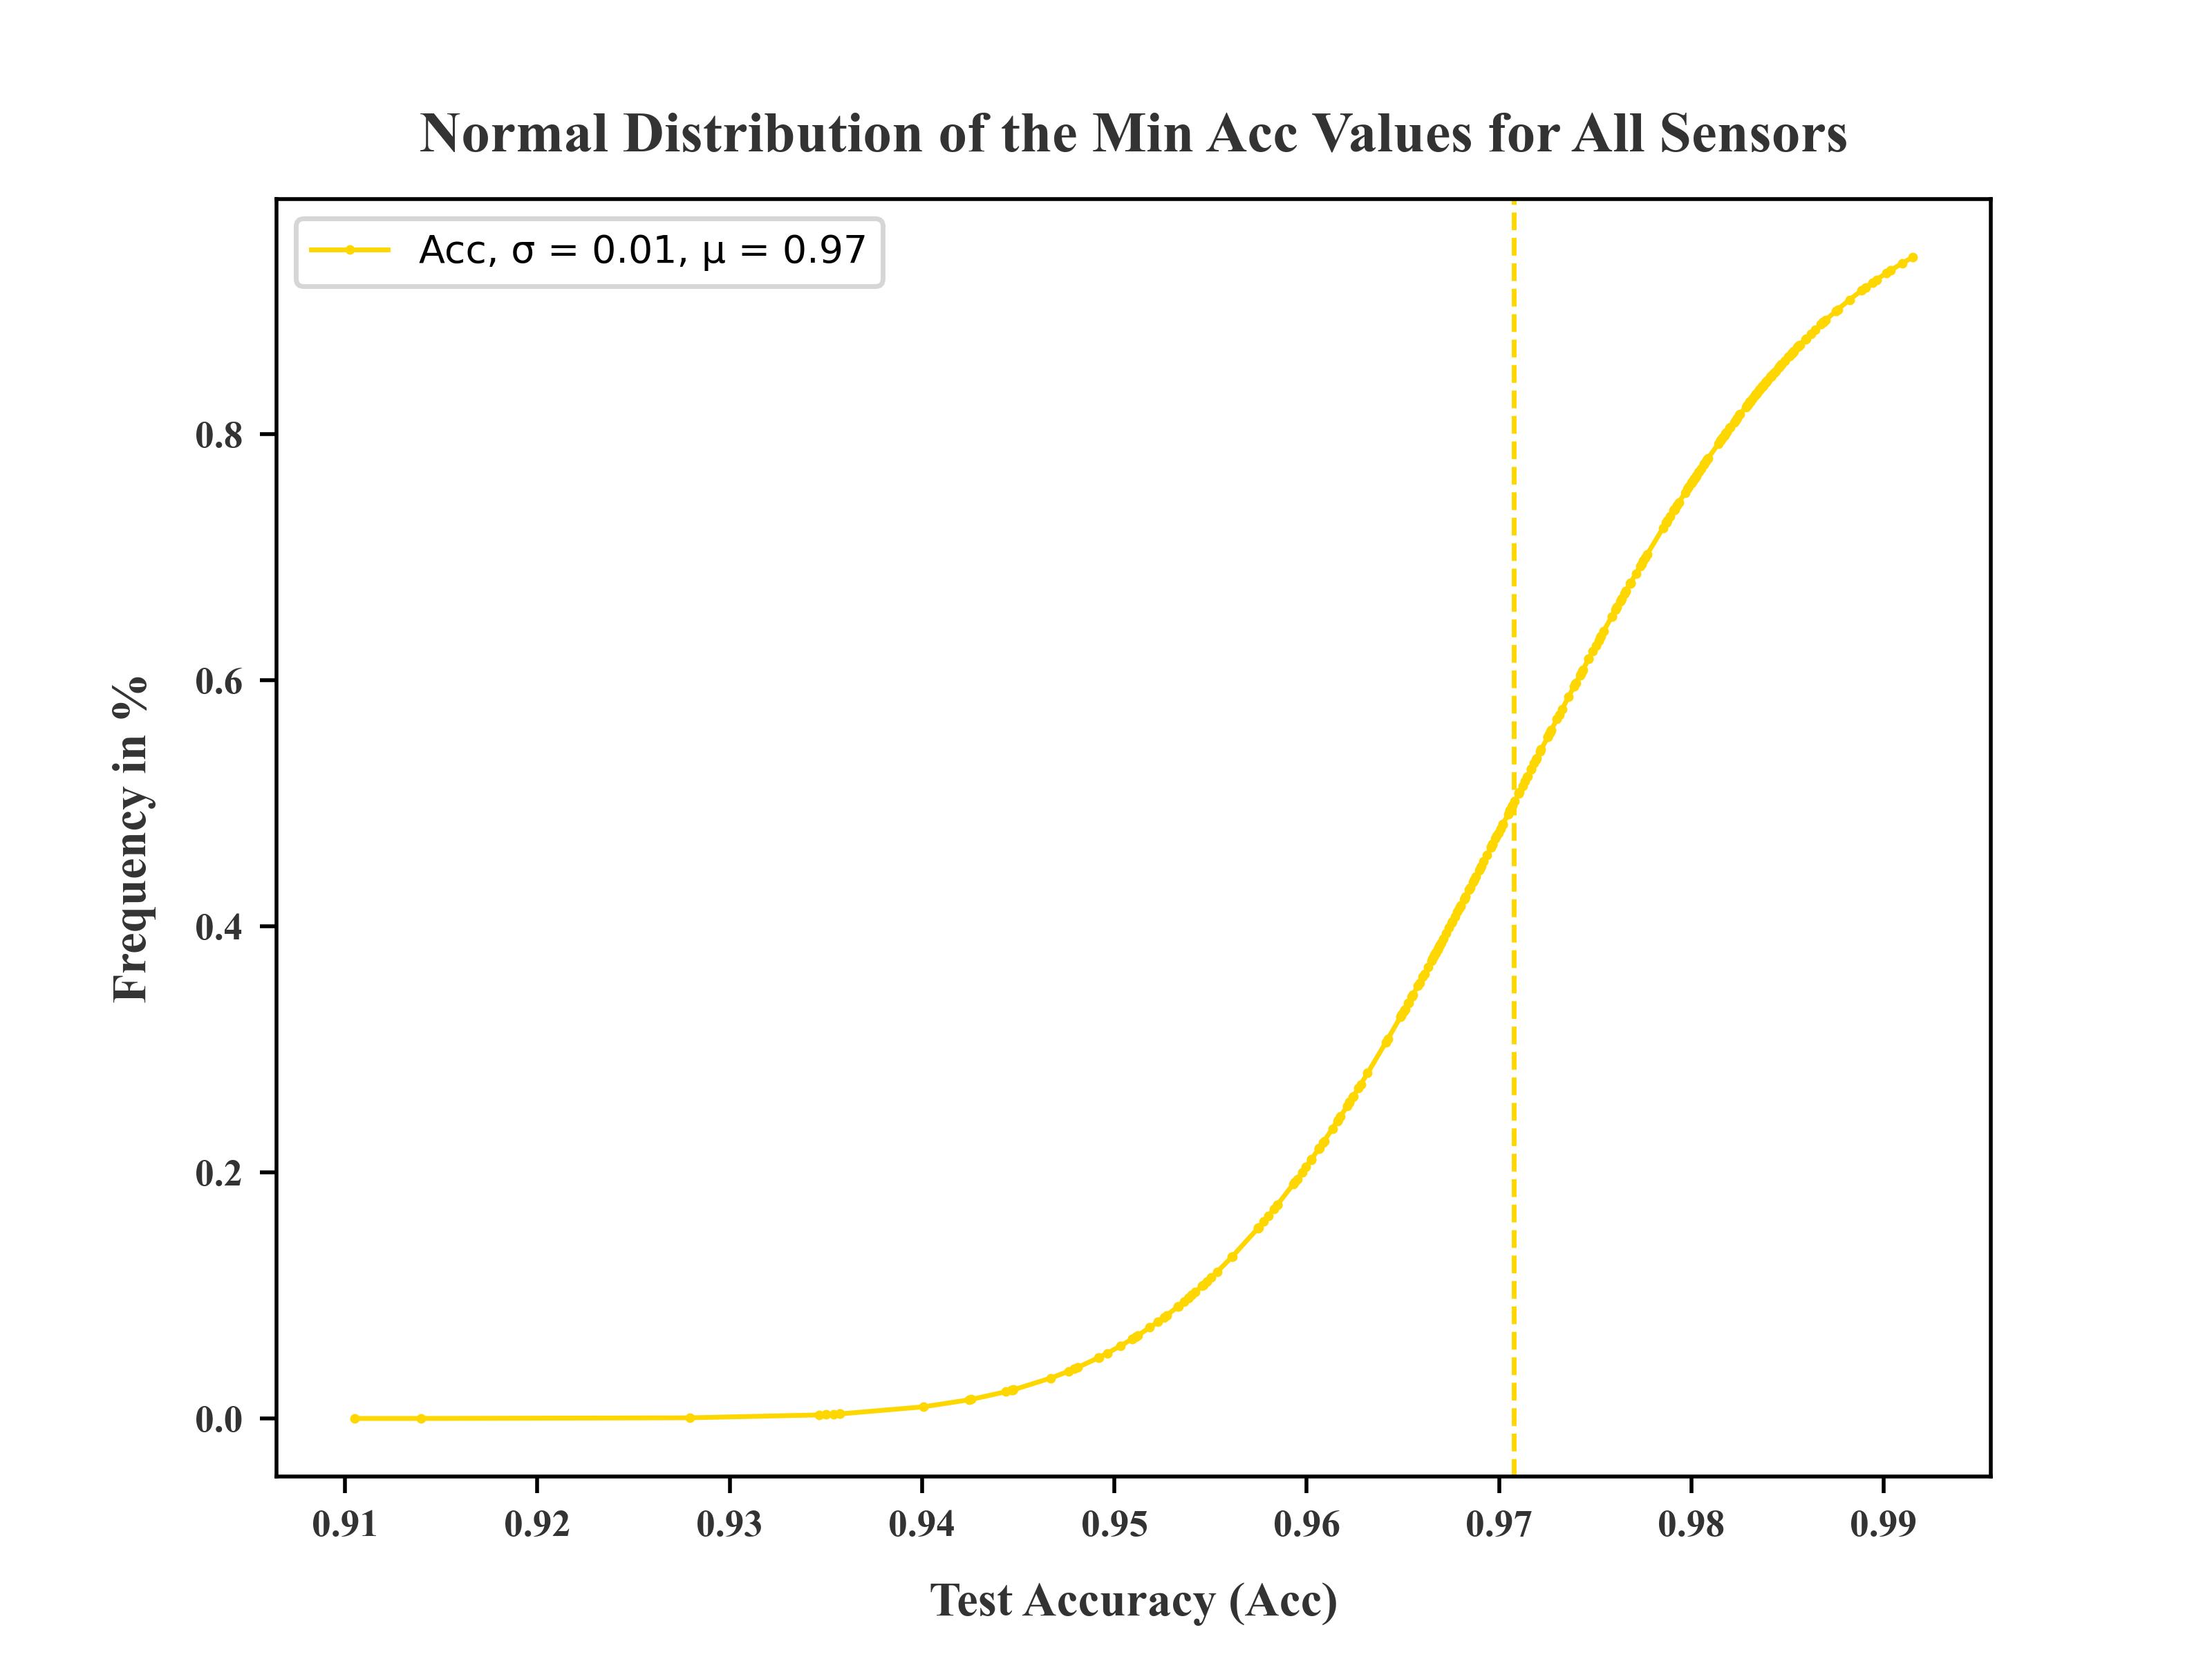 Normal Distribution of the Min Acc Values for All Sensors
Acc, σ = 0.01, μ = 0.97
Frequency in %
0.8
0.6
0.4
0.2
0.0
0.91 0.92 0.93 0.94 0.95 0.96 0.97 0.98 0.99
Test Accuracy (Acc)